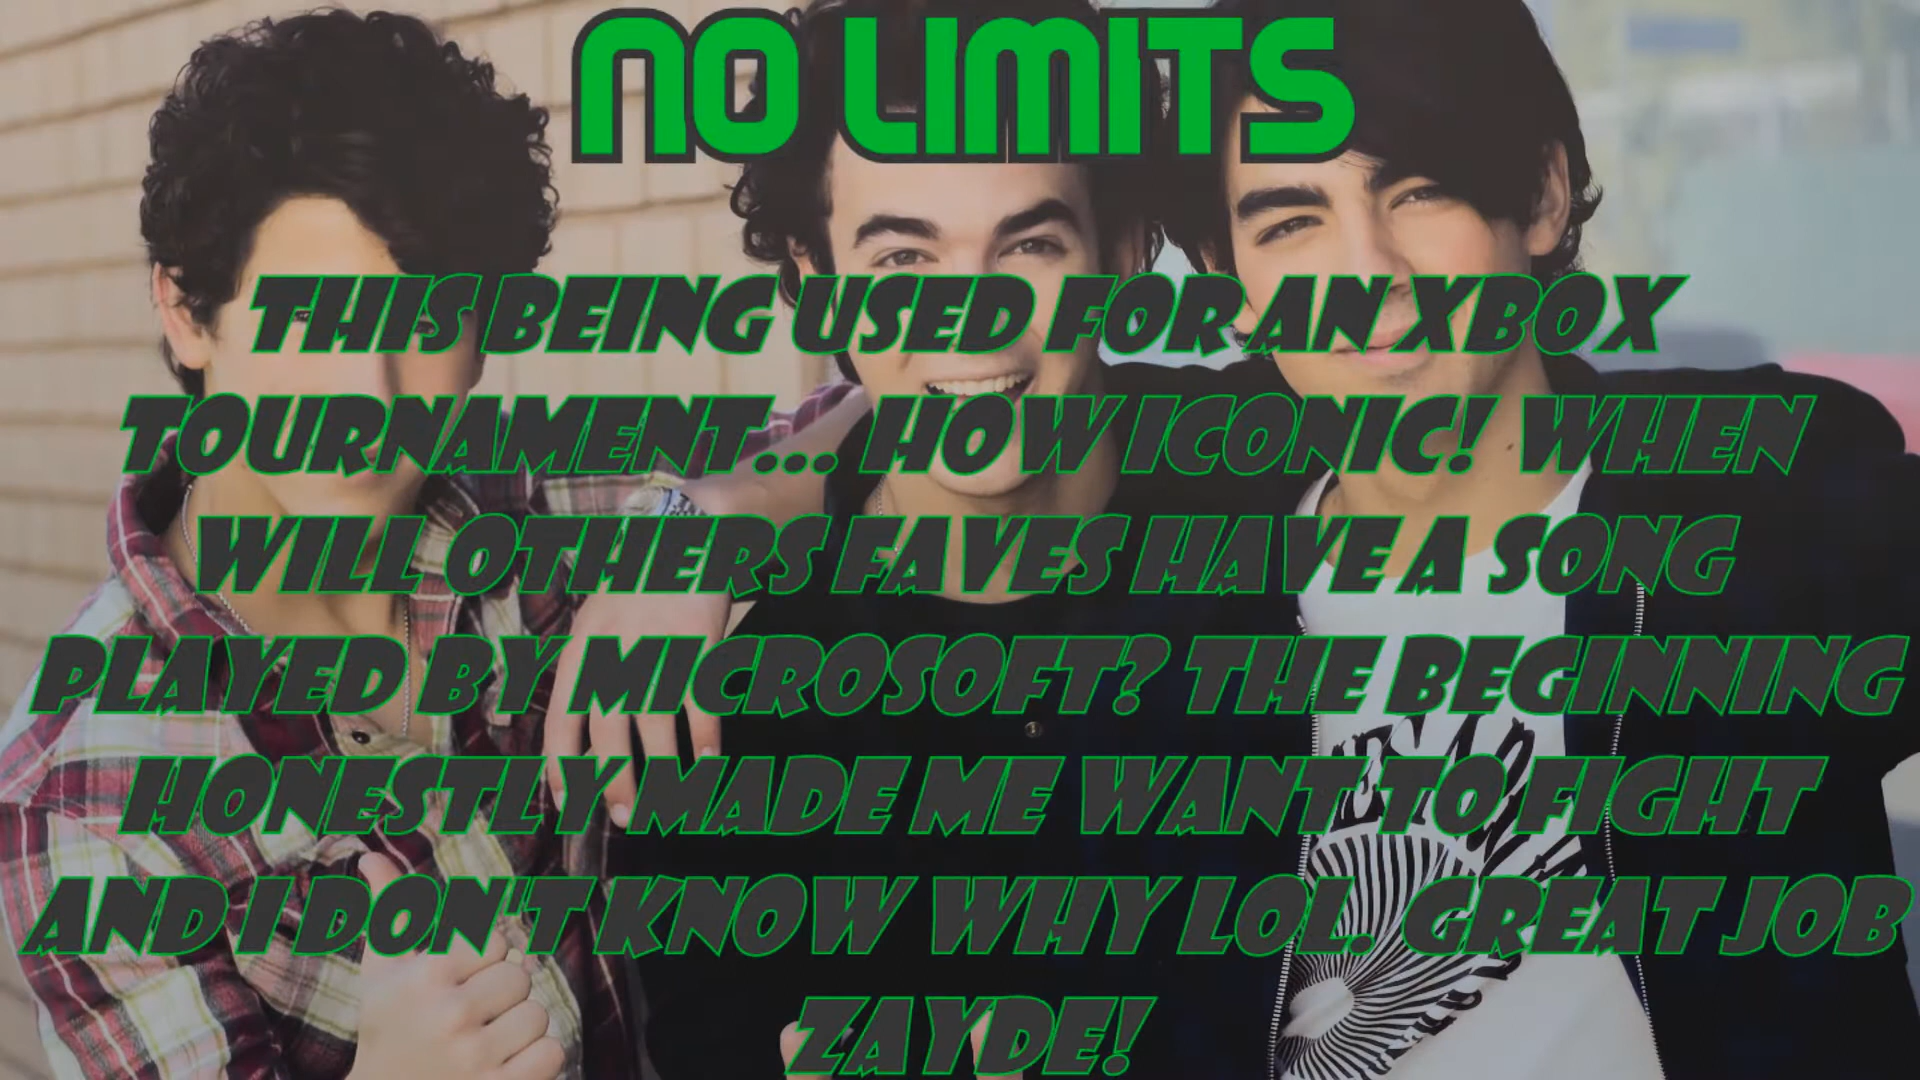 NO LIMITS
THIS BEING USED FOR AN XBOX
TOURNAMENT... HOW ICONIC! WHEN
WILL OTHERS FAVES HAVE A SONG
PLAYED BY MICROSOFT? THE BEGINNING
HONESTLY MADE ME WANT TO FIGHT
AND I DON'T KNOW WHY LOL. GREAT JOB
ZAYDE!